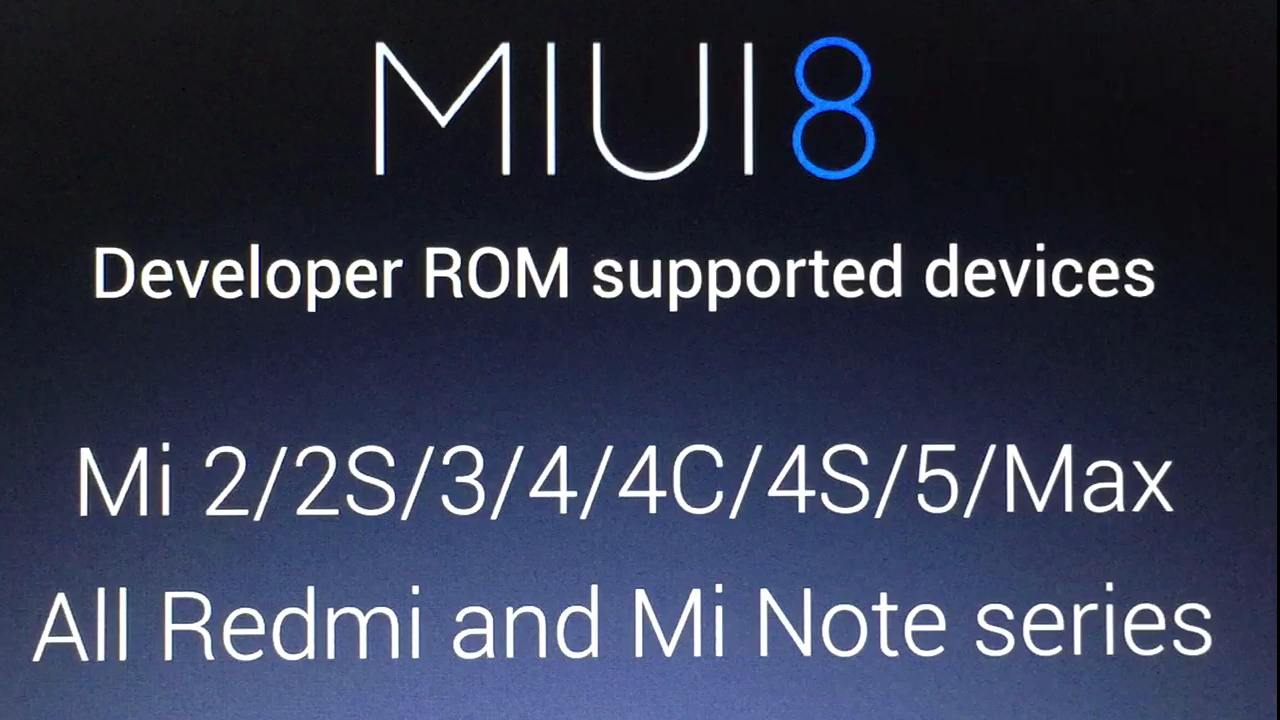 MIUI8
Developer ROM supported devices
Mi 2/2S/3/4/4C/4S/5/Max
All Redmi and Mi Note series